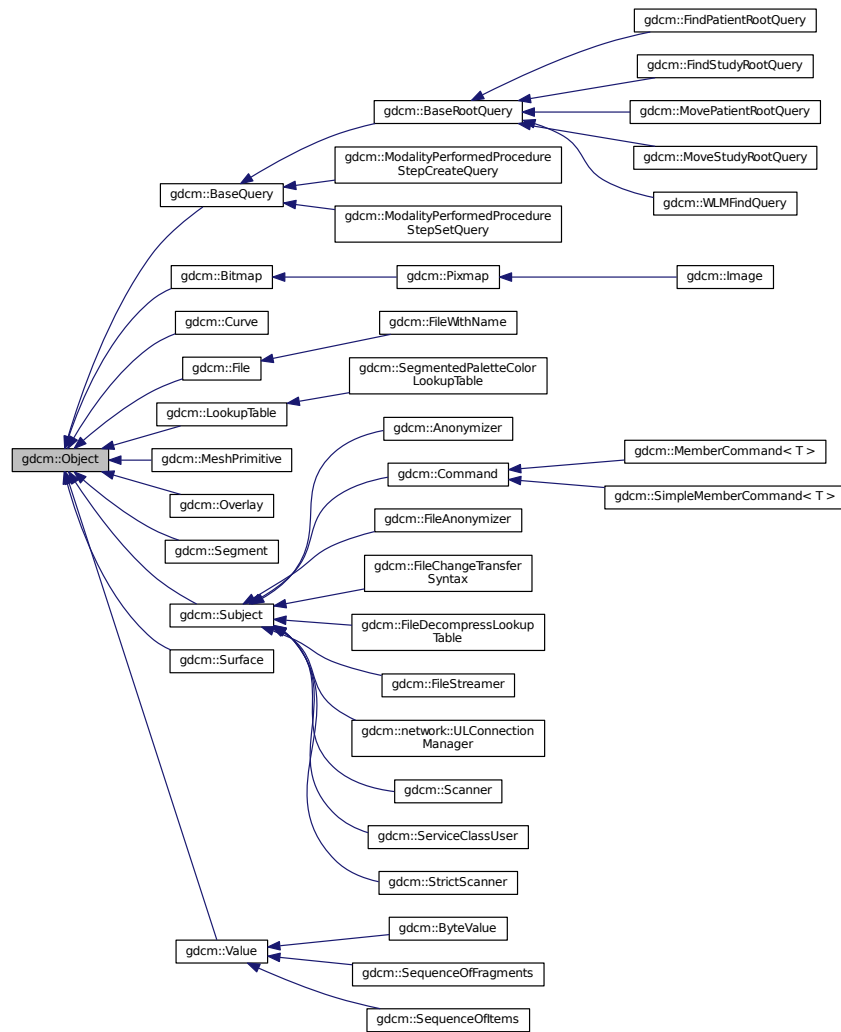 gdcm::FindPatientRootQuery
gdcm::FindStudyRootQuery
gdcm::BaseRootQuery
gdcm::MovePatientRootQuery
gdcm::MoveStudyRootQuery
gdcm::ModalityPerformedProcedure
StepCreateQuery
gdcm::BaseQuery
gdcm::WLMFindQuery
gdcm::ModalityPerformedProcedure
StepSetQuery
gdcm::Bitmap
gdcm::Pixmap
gdcm::Image
gdcm::Curve
gdcm::FileWithName
gdcm::File
gdcm::SegmentedPaletteColor
LookupTable
gdcm::LookupTable
gdcm::Anonymizer
gdcm::Object
gdcm::MeshPrimitive
gdcm::MemberCommand< T >
gdcm::Command
gdcm::SimpleMemberCommand< T >
gdcm::Overlay
gdcm::FileAnonymizer
gdcm::Segment
gdcm::FileChangeTransfer
Syntax
gdcm::Subject
gdcm::FileDecompressLookup
Table
gdcm::Surface
gdcm::FileStreamer
gdcm::network::ULConnection
Manager
gdcm::Scanner
gdcm::ServiceClassUser
gdcm::StrictScanner
gdcm::ByteValue
gdcm::Value
gdcm::SequenceOfFragments
gdcm::SequenceOfItems